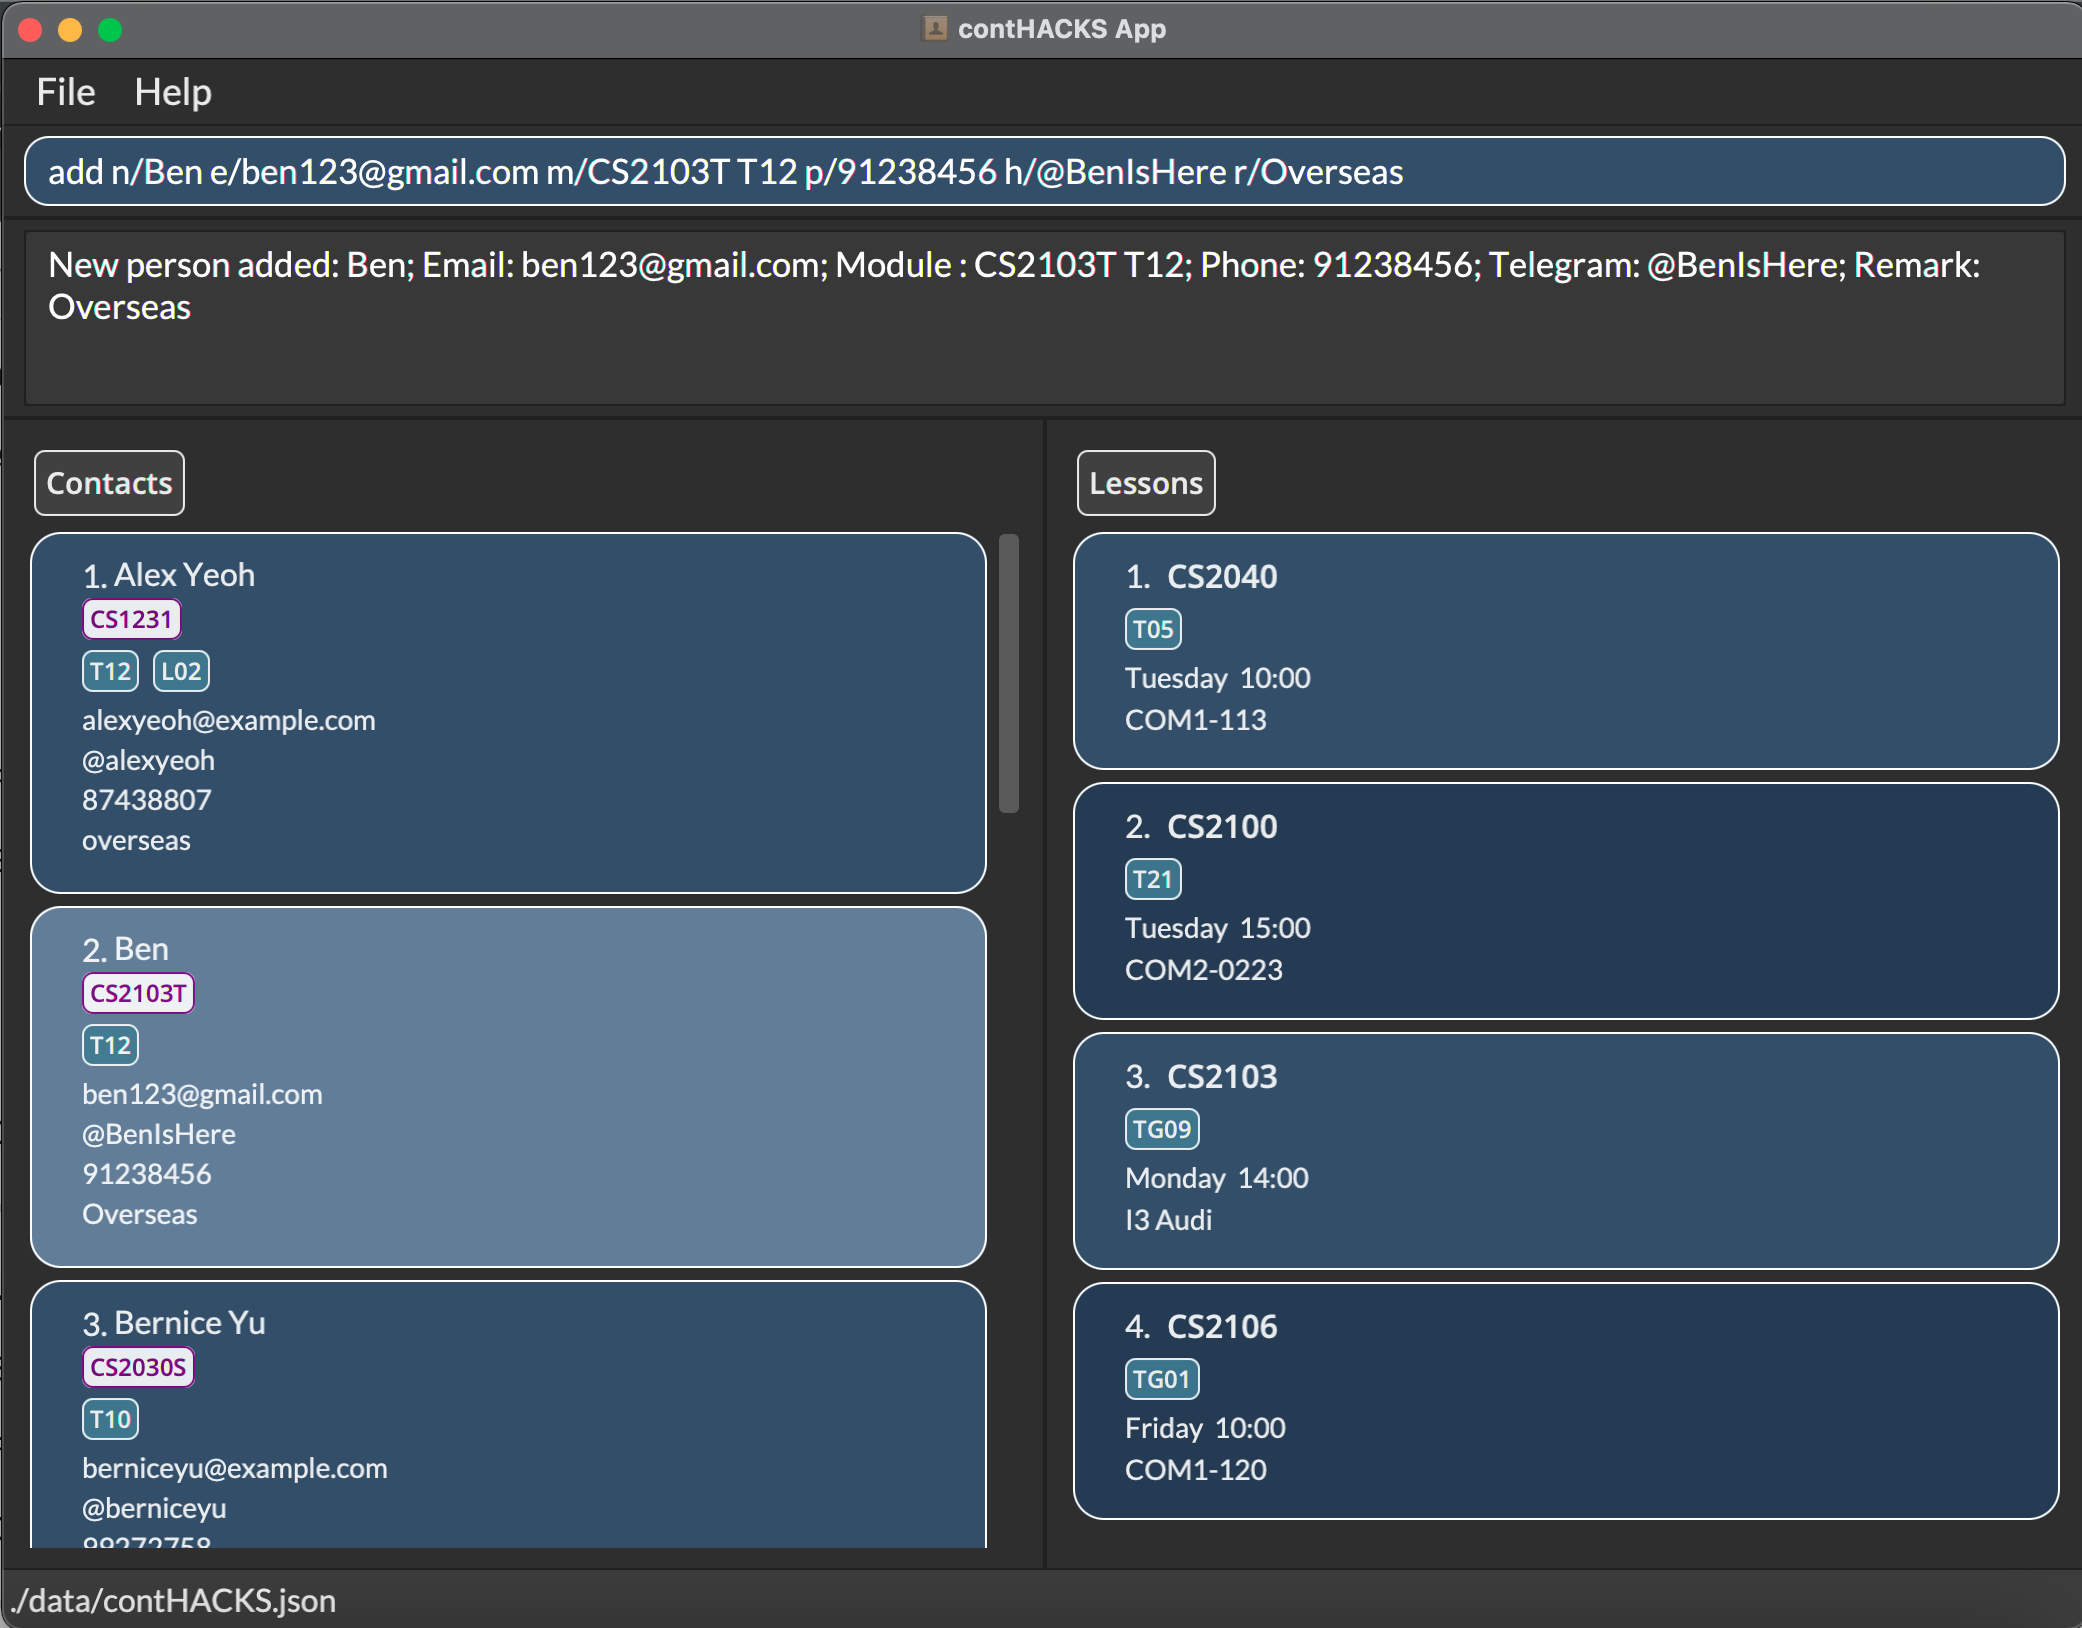 contHACKS App
File Help
add n/Ben e/ben123@gmail.com m/CS2103T T12 p/91238456 h/@BenIsHere r/Overseas
New person added: Ben; Email: ben123@gmail.com; Module : CS2103T T12; Phone: 91238456; Telegram: @BenIsHere; Remark:
Overseas
Contacts
1. Alex Yeoh
CS1231
T12 L02
alexyeoh@example.com
@alexyeoh
87438807
overseas
2. Ben
CS2103T
T12
ben123@gmail.com
@BenIsHere
91238456
Overseas
3. Bernice Yu
CS2030S
T10
berniceyu@example.com
@berniceyu
99272758
Lessons
1. CS2040
T05
Tuesday 10:00
COM1-113
2. CS2100
T21
Tuesday 15:00
COM2-0223
3. CS2103
TG09
Monday 14:00
I3 Audi
4. CS2106
TG01
Friday 10:00
COM1-120
./data/contHACKS.json